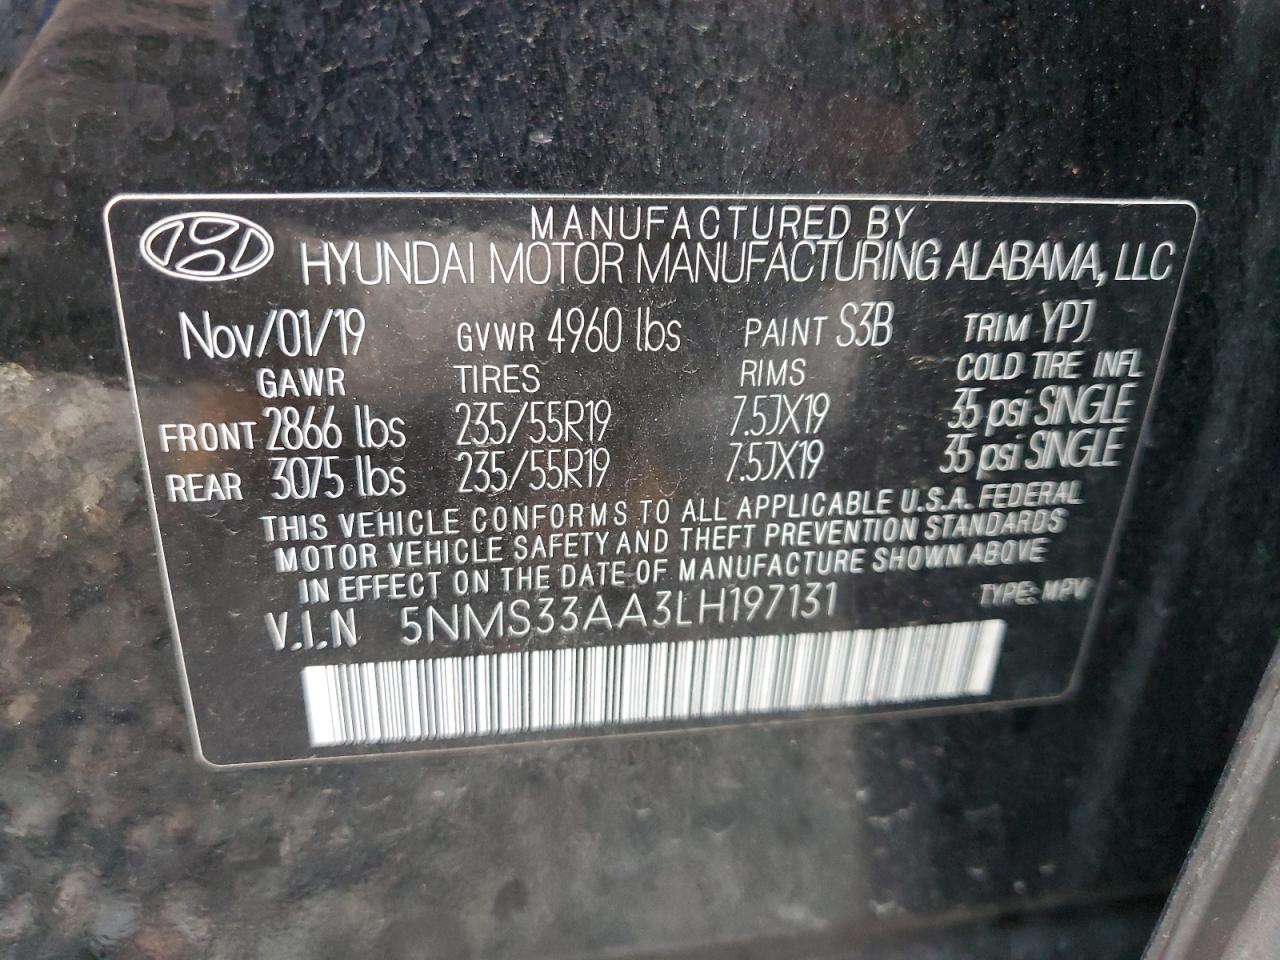 MANUFACTURED BY
HYUNDAI MOTOR MANUFACTURING ALABAMA, LLC
Nov/01/19 GVWR 4960 lbs PAINT S3B TRIM YPJ
GAWR TIRES RIMS COLD TIRE INFL
FRONT 2866 lbs 235/55R19 7.5JX19 35 psi SINGLE
REAR 3075 lbs 235/55R19 7.5JX19 35 psi SINGLE
THIS VEHICLE CONFORMS TO ALL APPLICABLE U.S.A. FEDERAL
MOTOR VEHICLE SAFETY AND THEFT PREVENTION STANDARDS
IN EFFECT ON THE DATE OF MANUFACTURE SHOWN ABOVE
V.I.N 5NMS33AA3LH197131 TYPE: MPV